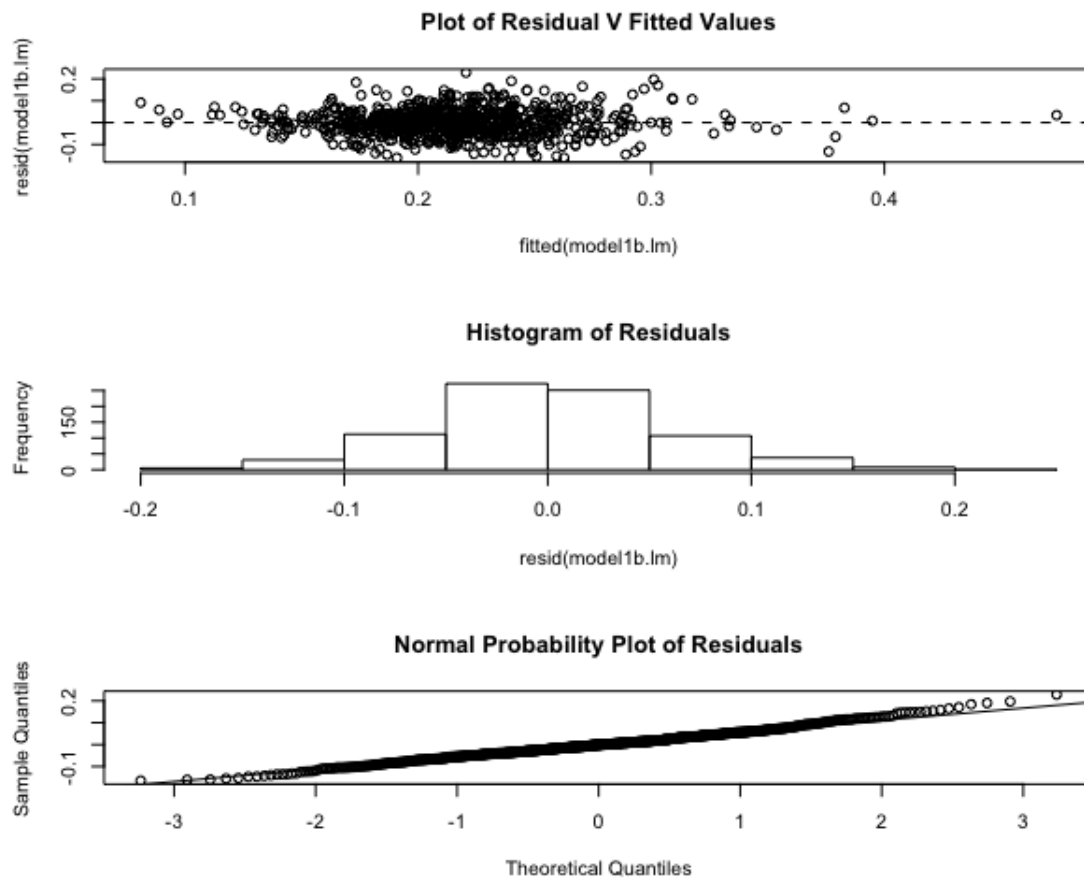 Plot of Residual V Fitted Values
resid(model1b.lm)
0.2
-0.1
0.1 0.2 0.3 0.4
fitted(model1b.lm)
Histogram of Residuals
Frequency
150
0
-0.2 -0.1 0.0 0.1 0.2
resid(model1b.lm)
Normal Probability Plot of Residuals
Sample Quantiles
0.2
-0.1
-3 -2 -1 0 1 2 3
Theoretical Quantiles